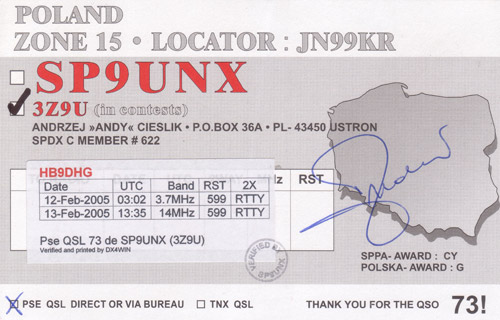 POLAND
ZONE 15 • LOCATOR : JN99KR
SP9UNX
3Z9U (in contests)
ANDRZEJ »ANDY« CIESLIK • P.O.BOX 36A • PL- 43450 USTRON
SPDX C MEMBER # 622
HB9DHG
Date UTC Band RST 2X
12-Feb-2005 03:02 3.7MHz 599 RTTY
13-Feb-2005 13:35 14MHz 599 RTTY
Pse QSL 73 de SP9UNX (3Z9U)
Verified and printed by DX4WIN
Hz RST
VERIFIED
SP9UNX
SPPA- AWARD : CY
POLSKA- AWARD : G
PSE QSL DIRECT OR VIA BUREAU TNX QSL THANK YOU FOR THE QSO 73!